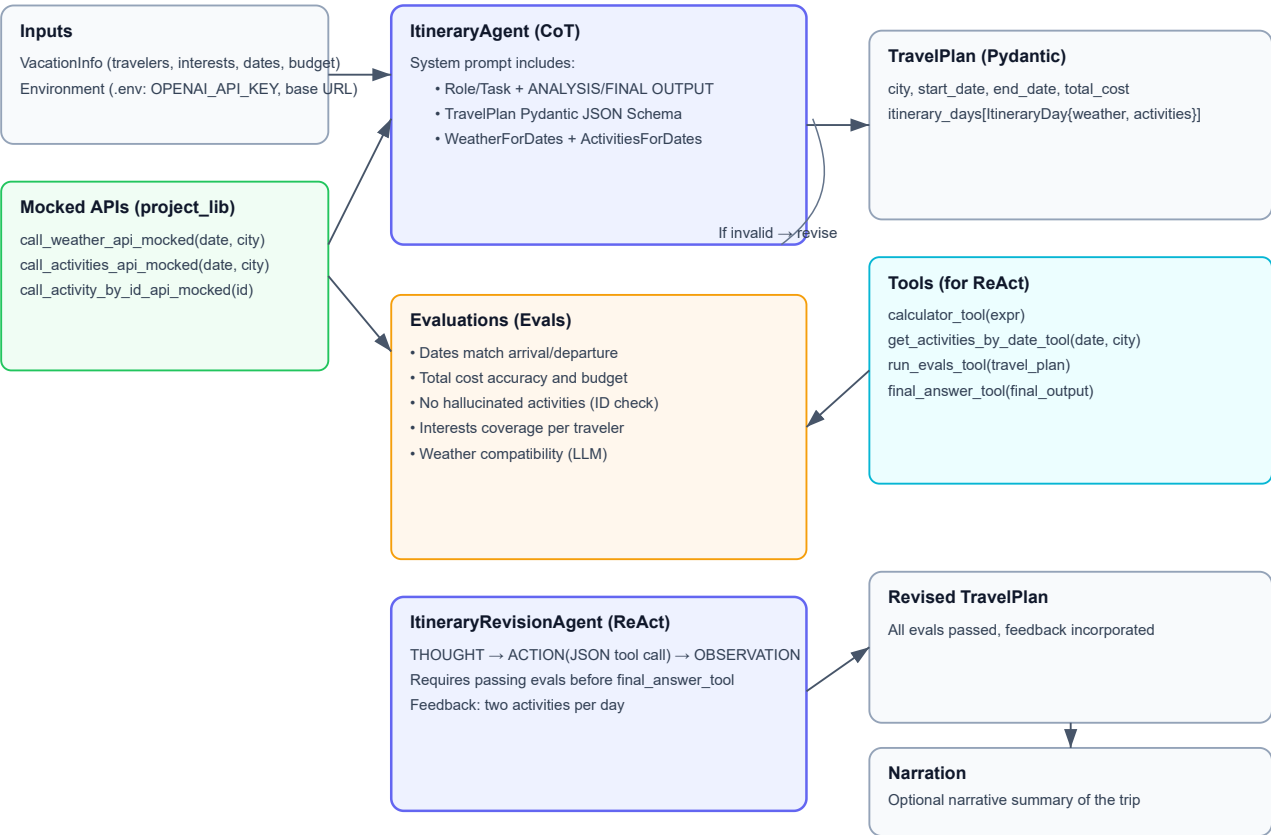 Inputs
VacationInfo (travelers, interests, dates, budget)
Environment (.env: OPENAI_API_KEY, base URL)
Mocked APIs (project_lib)
call_weather_api_mocked(date, city)
call_activities_api_mocked(date, city)
call_activity_by_id_api_mocked(id)
ItineraryAgent (CoT)
System prompt includes:
• Role/Task + ANALYSIS/FINAL OUTPUT
• TravelPlan Pydantic JSON Schema
• WeatherForDates + ActivitiesForDates
If invalid → revise
Evaluations (Evals)
• Dates match arrival/departure
• Total cost accuracy and budget
• No hallucinated activities (ID check)
• Interests coverage per traveler
• Weather compatibility (LLM)
ItineraryRevisionAgent (ReAct)
THOUGHT → ACTION(JSON tool call) → OBSERVATION
Requires passing evals before final_answer_tool
Feedback: two activities per day
TravelPlan (Pydantic)
city, start_date, end_date, total_cost
itinerary_days[ItineraryDay{weather, activities}]
Tools (for ReAct)
calculator_tool(expr)
get_activities_by_date_tool(date, city)
run_evals_tool(travel_plan)
final_answer_tool(final_output)
Revised TravelPlan
All evals passed, feedback incorporated
Narration
Optional narrative summary of the trip